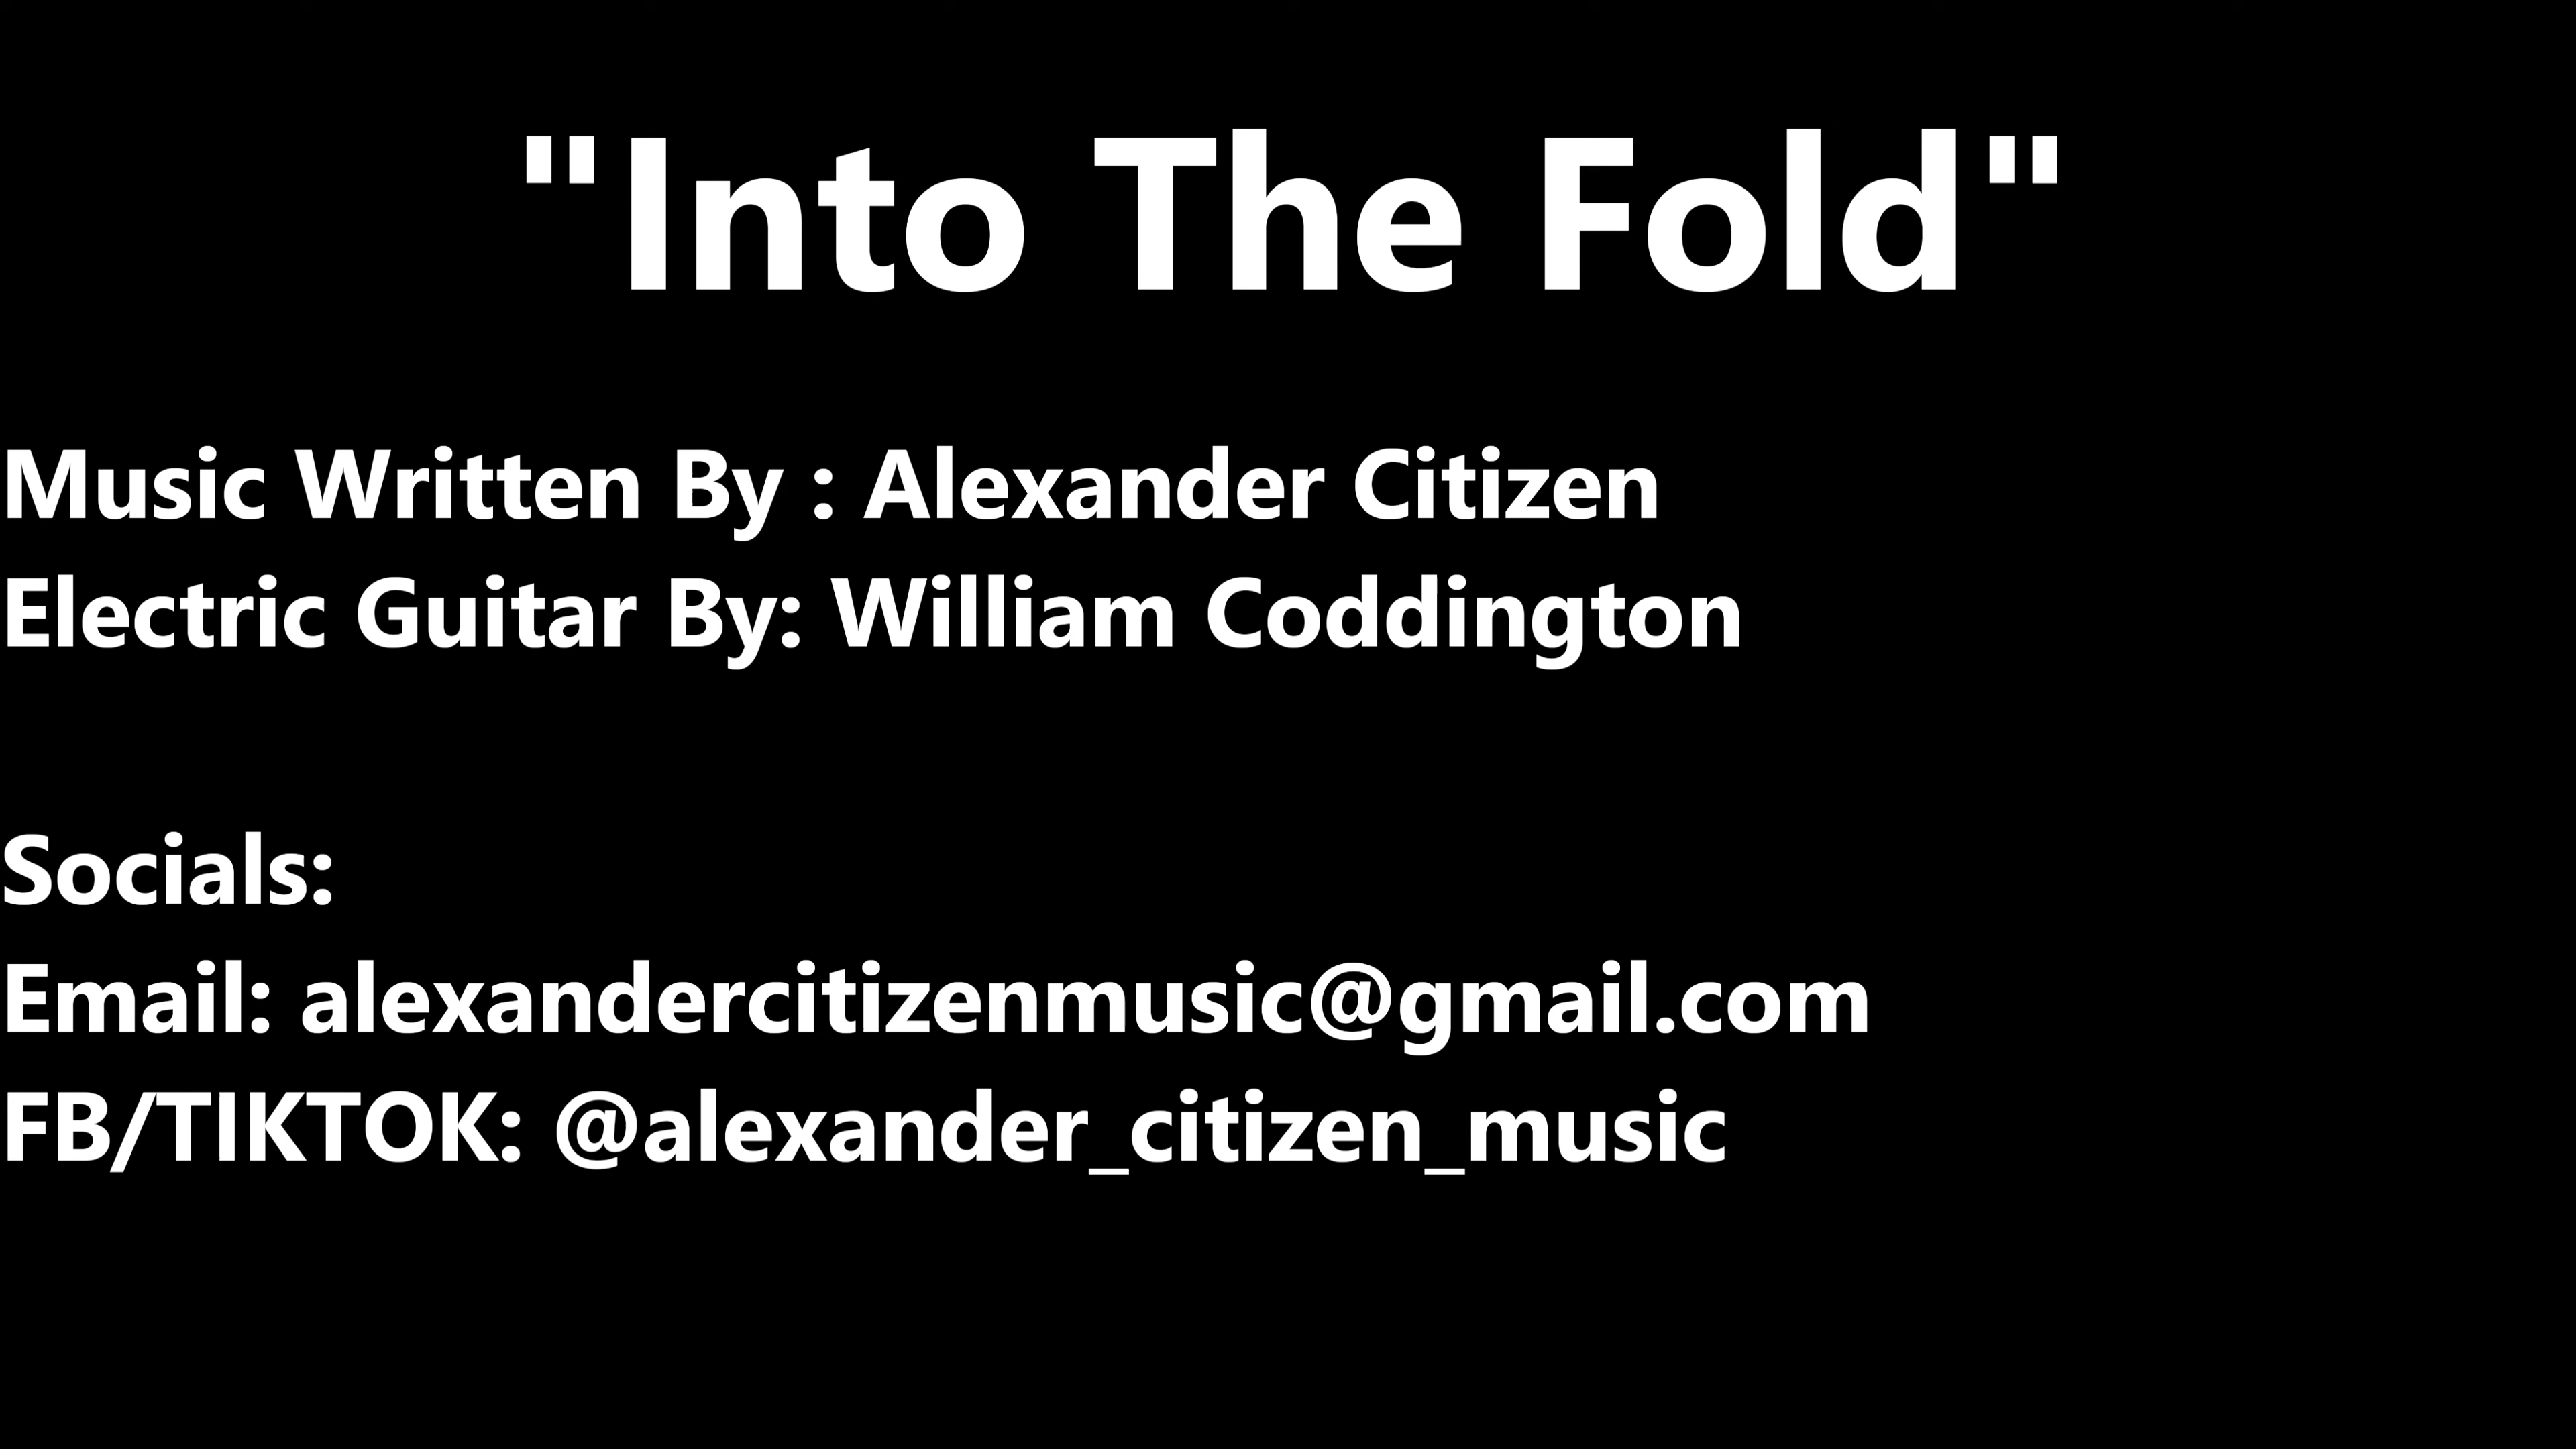 "Into The Fold"
Music Written By : Alexander Citizen
Electric Guitar By: William Coddington
Socials:
Email: alexandercitizenmusic@gmail.com
FB/TIKTOK: @alexander_citizen_music